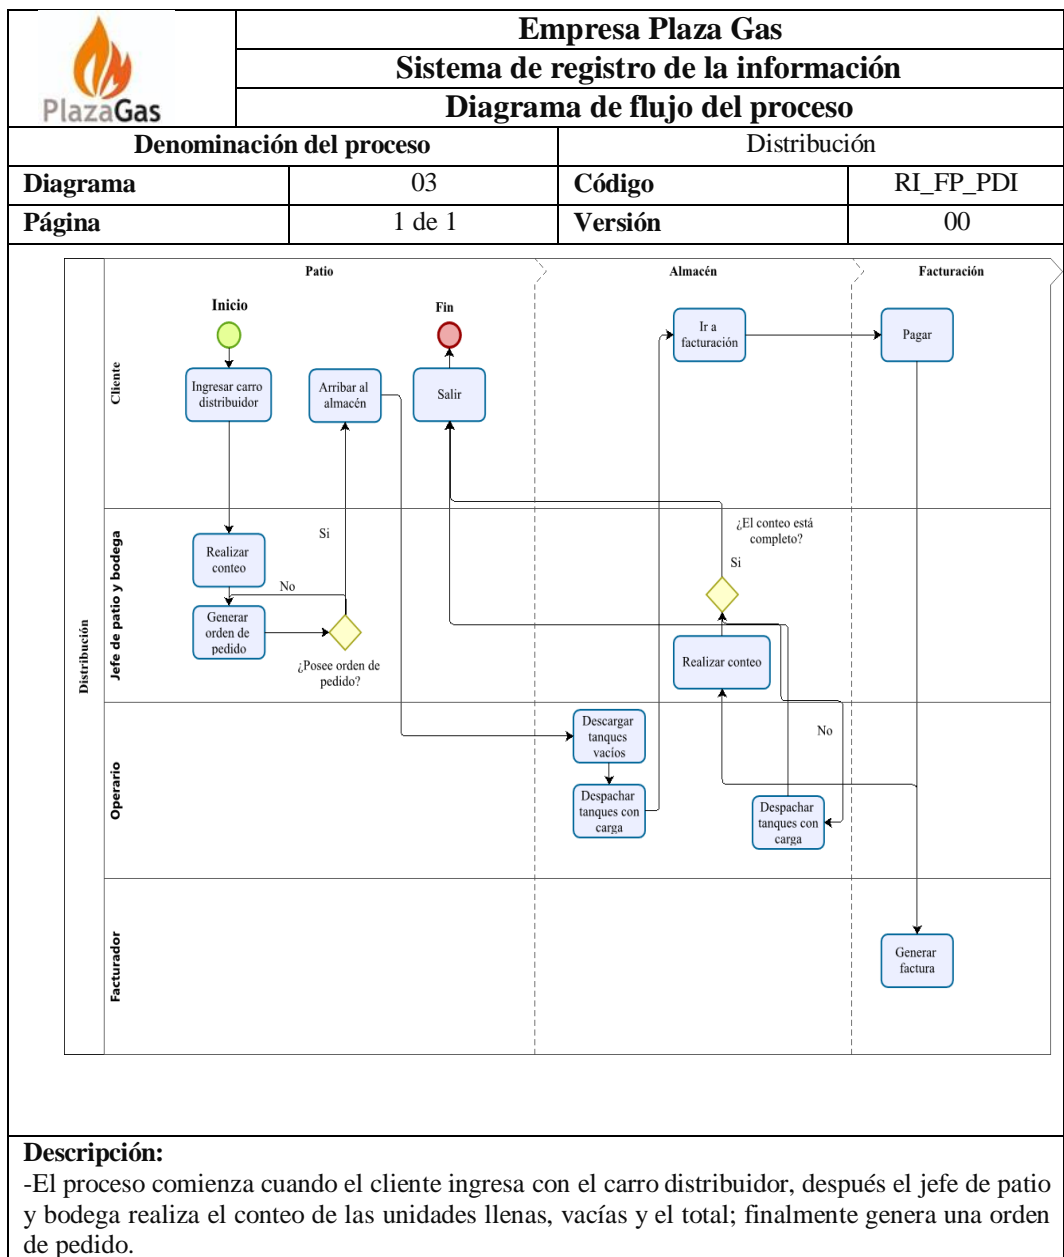 PlazaGas
Empresa Plaza Gas
Sistema de registro de la información
Diagrama de flujo del proceso
Denominación del proceso
Distribución
Diagrama
03
Código
RI_FP_PDI
Página
1 de 1
Versión
00
Patio
Almacén
Facturación
Distribución
Cliente
Inicio
Fin
Ir a
facturación
Pagar
Ingresar carro
distribuidor
Arribar al
almacén
Salir
Jefe de patio y bodega
Realizar
conteo
Si
No
Generar
orden de
pedido
¿Posee orden de
pedido?
¿El conteo está
completo?
Si
Realizar conteo
Operario
Descargar
tanques
vacíos
No
Despachar
tanques con
carga
Despachar
tanques con
carga
Facturador
Generar
factura
Descripción:
-El proceso comienza cuando el cliente ingresa con el carro distribuidor, después el jefe de patio
y bodega realiza el conteo de las unidades llenas, vacías y el total; finalmente genera una orden
de pedido.